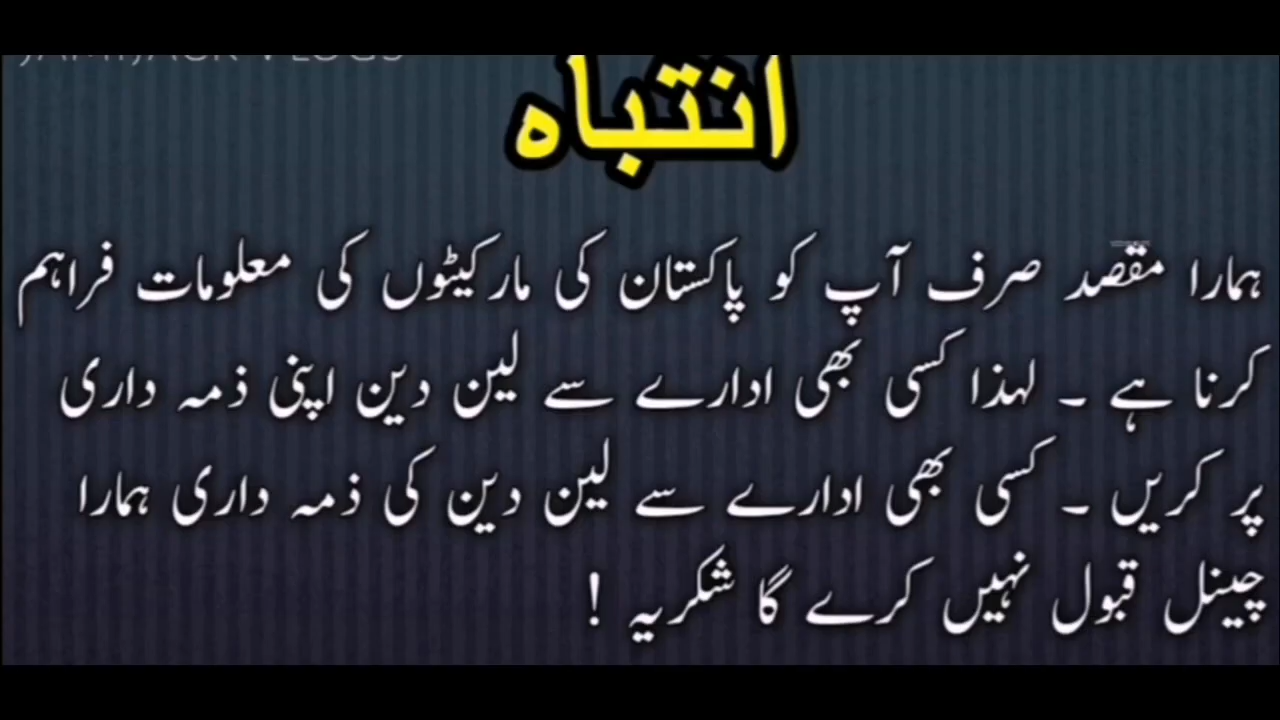 انتباہ
ہمارا مقصد صرف آپ کو پاکستان کی مارکیٹوں کی معلومات فراہم
کرنا ہے ۔ لہذا کسی بھی ادارے سے لین دین اپنی ذمہ داری
پر کریں ۔ کسی بھی ادارے سے لین دین کی ذمہ داری ہمارا
چینل قبول نہیں کرے گا شکریہ !